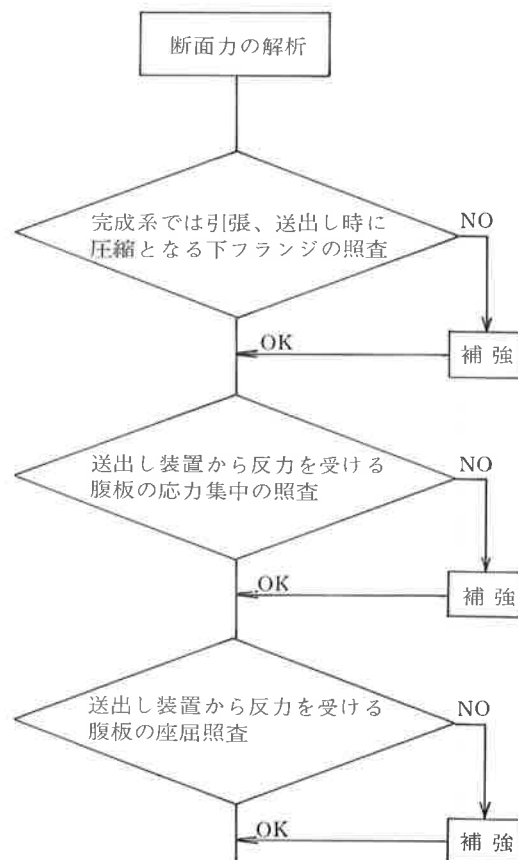 断面力の解析
完成系では引張、送出し時に
圧縮となる下フランジの照査
NO
OK
補強
送出し装置から反力を受ける
腹板の応力集中の照査
NO
OK
補強
送出し装置から反力を受ける
腹板の座屈照査
NO
OK
補強